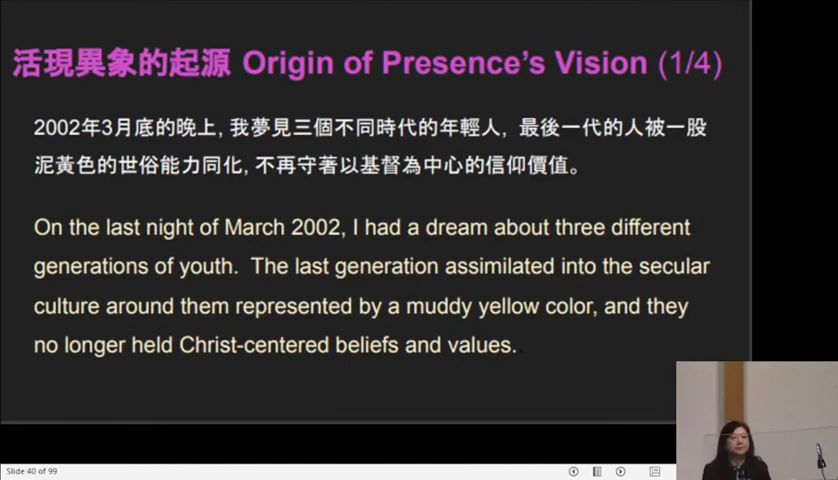 活現異象的起源 Origin of Presence's Vision (1/4)
2002年3月底的晚上, 我夢見三個不同時代的年輕人, 最後一代的人被一股
泥黃色的世俗能力同化, 不再守著以基督為中心的信仰價值。
On the last night of March 2002, I had a dream about three different
generations of youth. The last generation assimilated into the secular
culture around them represented by a muddy yellow color, and they
no longer held Christ-centered beliefs and values..
Slide 40 of 99